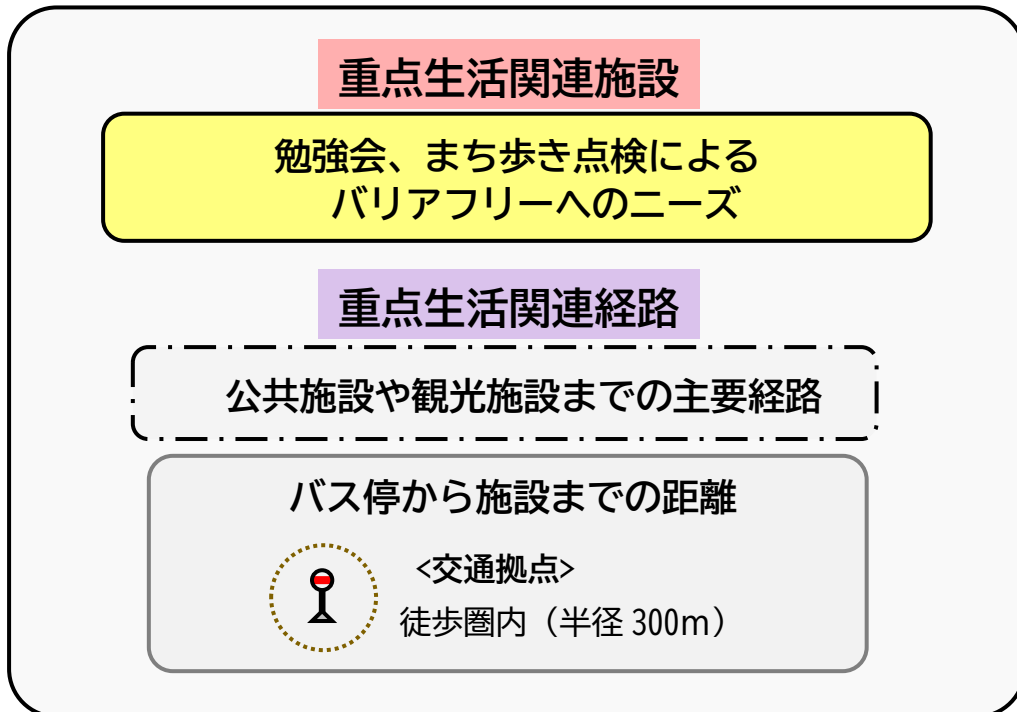 重点生活関連施設
勉強会、まち歩き点検による
バリアフリーへのニーズ
重点生活関連経路
公共施設や観光施設までの主要経路
バス停から施設までの距離
<交通拠点>
徒歩圏内（半径 300m）